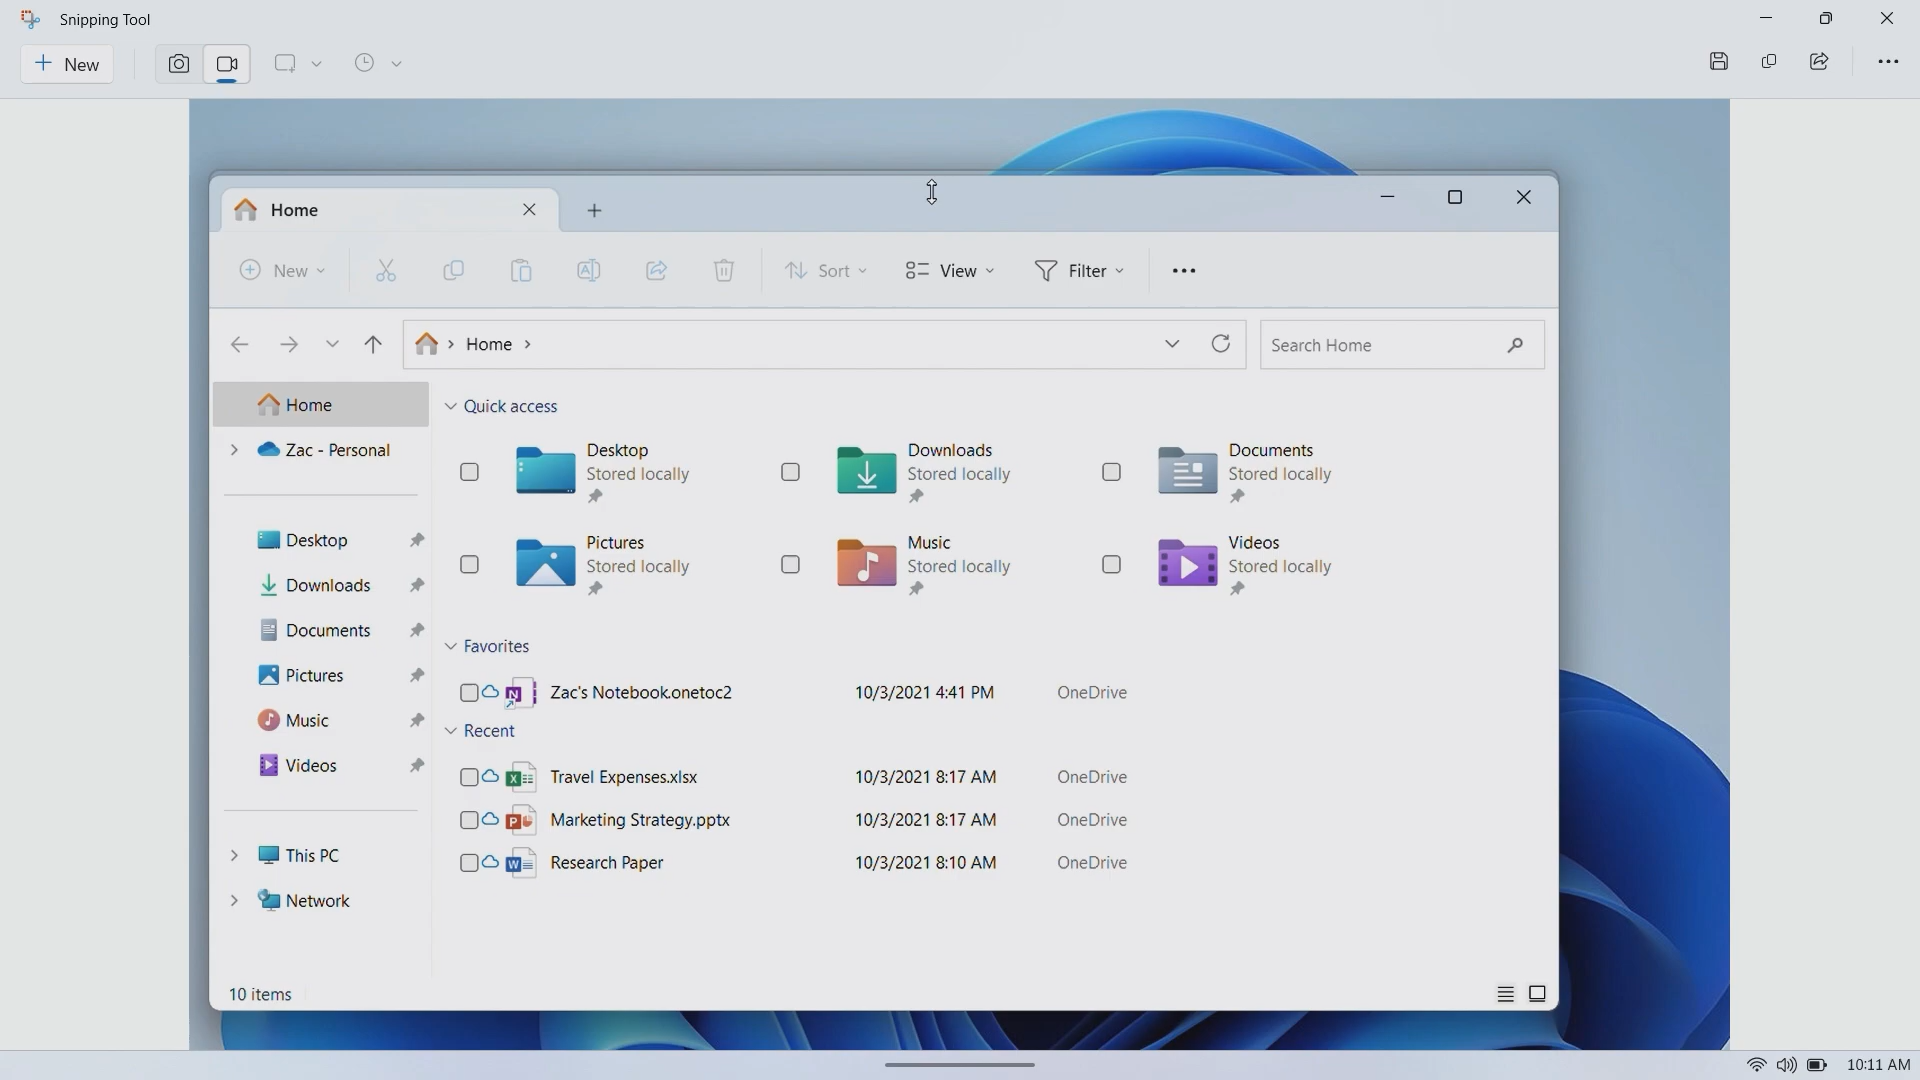 Snipping Tool
New
Home
New
Sort
View
Filter
Home
Search Home
Home
Zac - Personal
Desktop
Downloads
Documents
Pictures
Music
Videos
This PC
Network
Quick access
Desktop
Stored locally
Downloads
Stored locally
Documents
Stored locally
Pictures
Stored locally
Music
Stored locally
Videos
Stored locally
Favorites
Zac's Notebook.onetoc2 10/3/2021 4:41 PM OneDrive
Recent
Travel Expenses.xlsx 10/3/2021 8:17 AM OneDrive
Marketing Strategy.pptx 10/3/2021 8:17 AM OneDrive
Research Paper 10/3/2021 8:10 AM OneDrive
10 items
10:11 AM